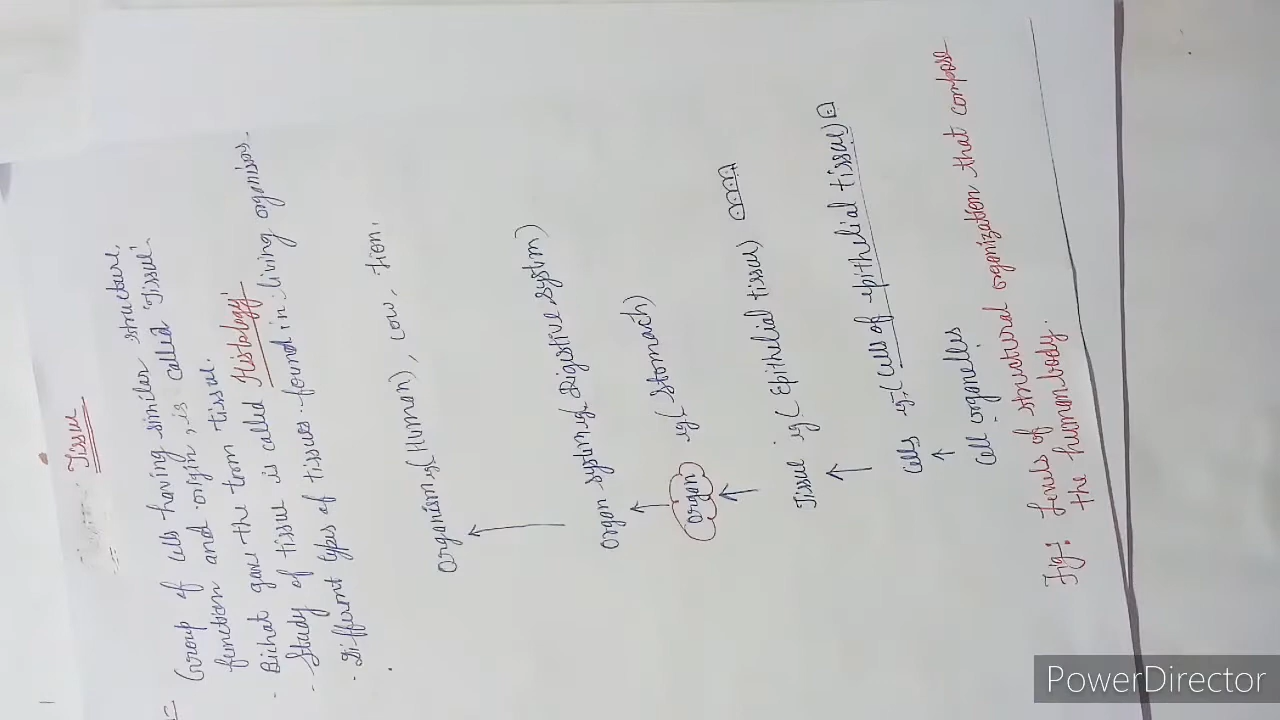 Tissue
Group of cells having similar structure,
function and origin, is called 'Tissue'.
- Bichat gave the trem tissue.
- Study of tissue is called 'Histology'
- Different types of tissues found in living organisms.
Organism eg (Human), cow, lion.
Organ system eg (Digestive system)
Organ eg (Stomach)
Tissue eg (Epithelial tissue)
Cells eg- (Cells of epithelial tissue)
Cell organelles
Fig: Levels of structural organization that compose
the human body.
PowerDirector